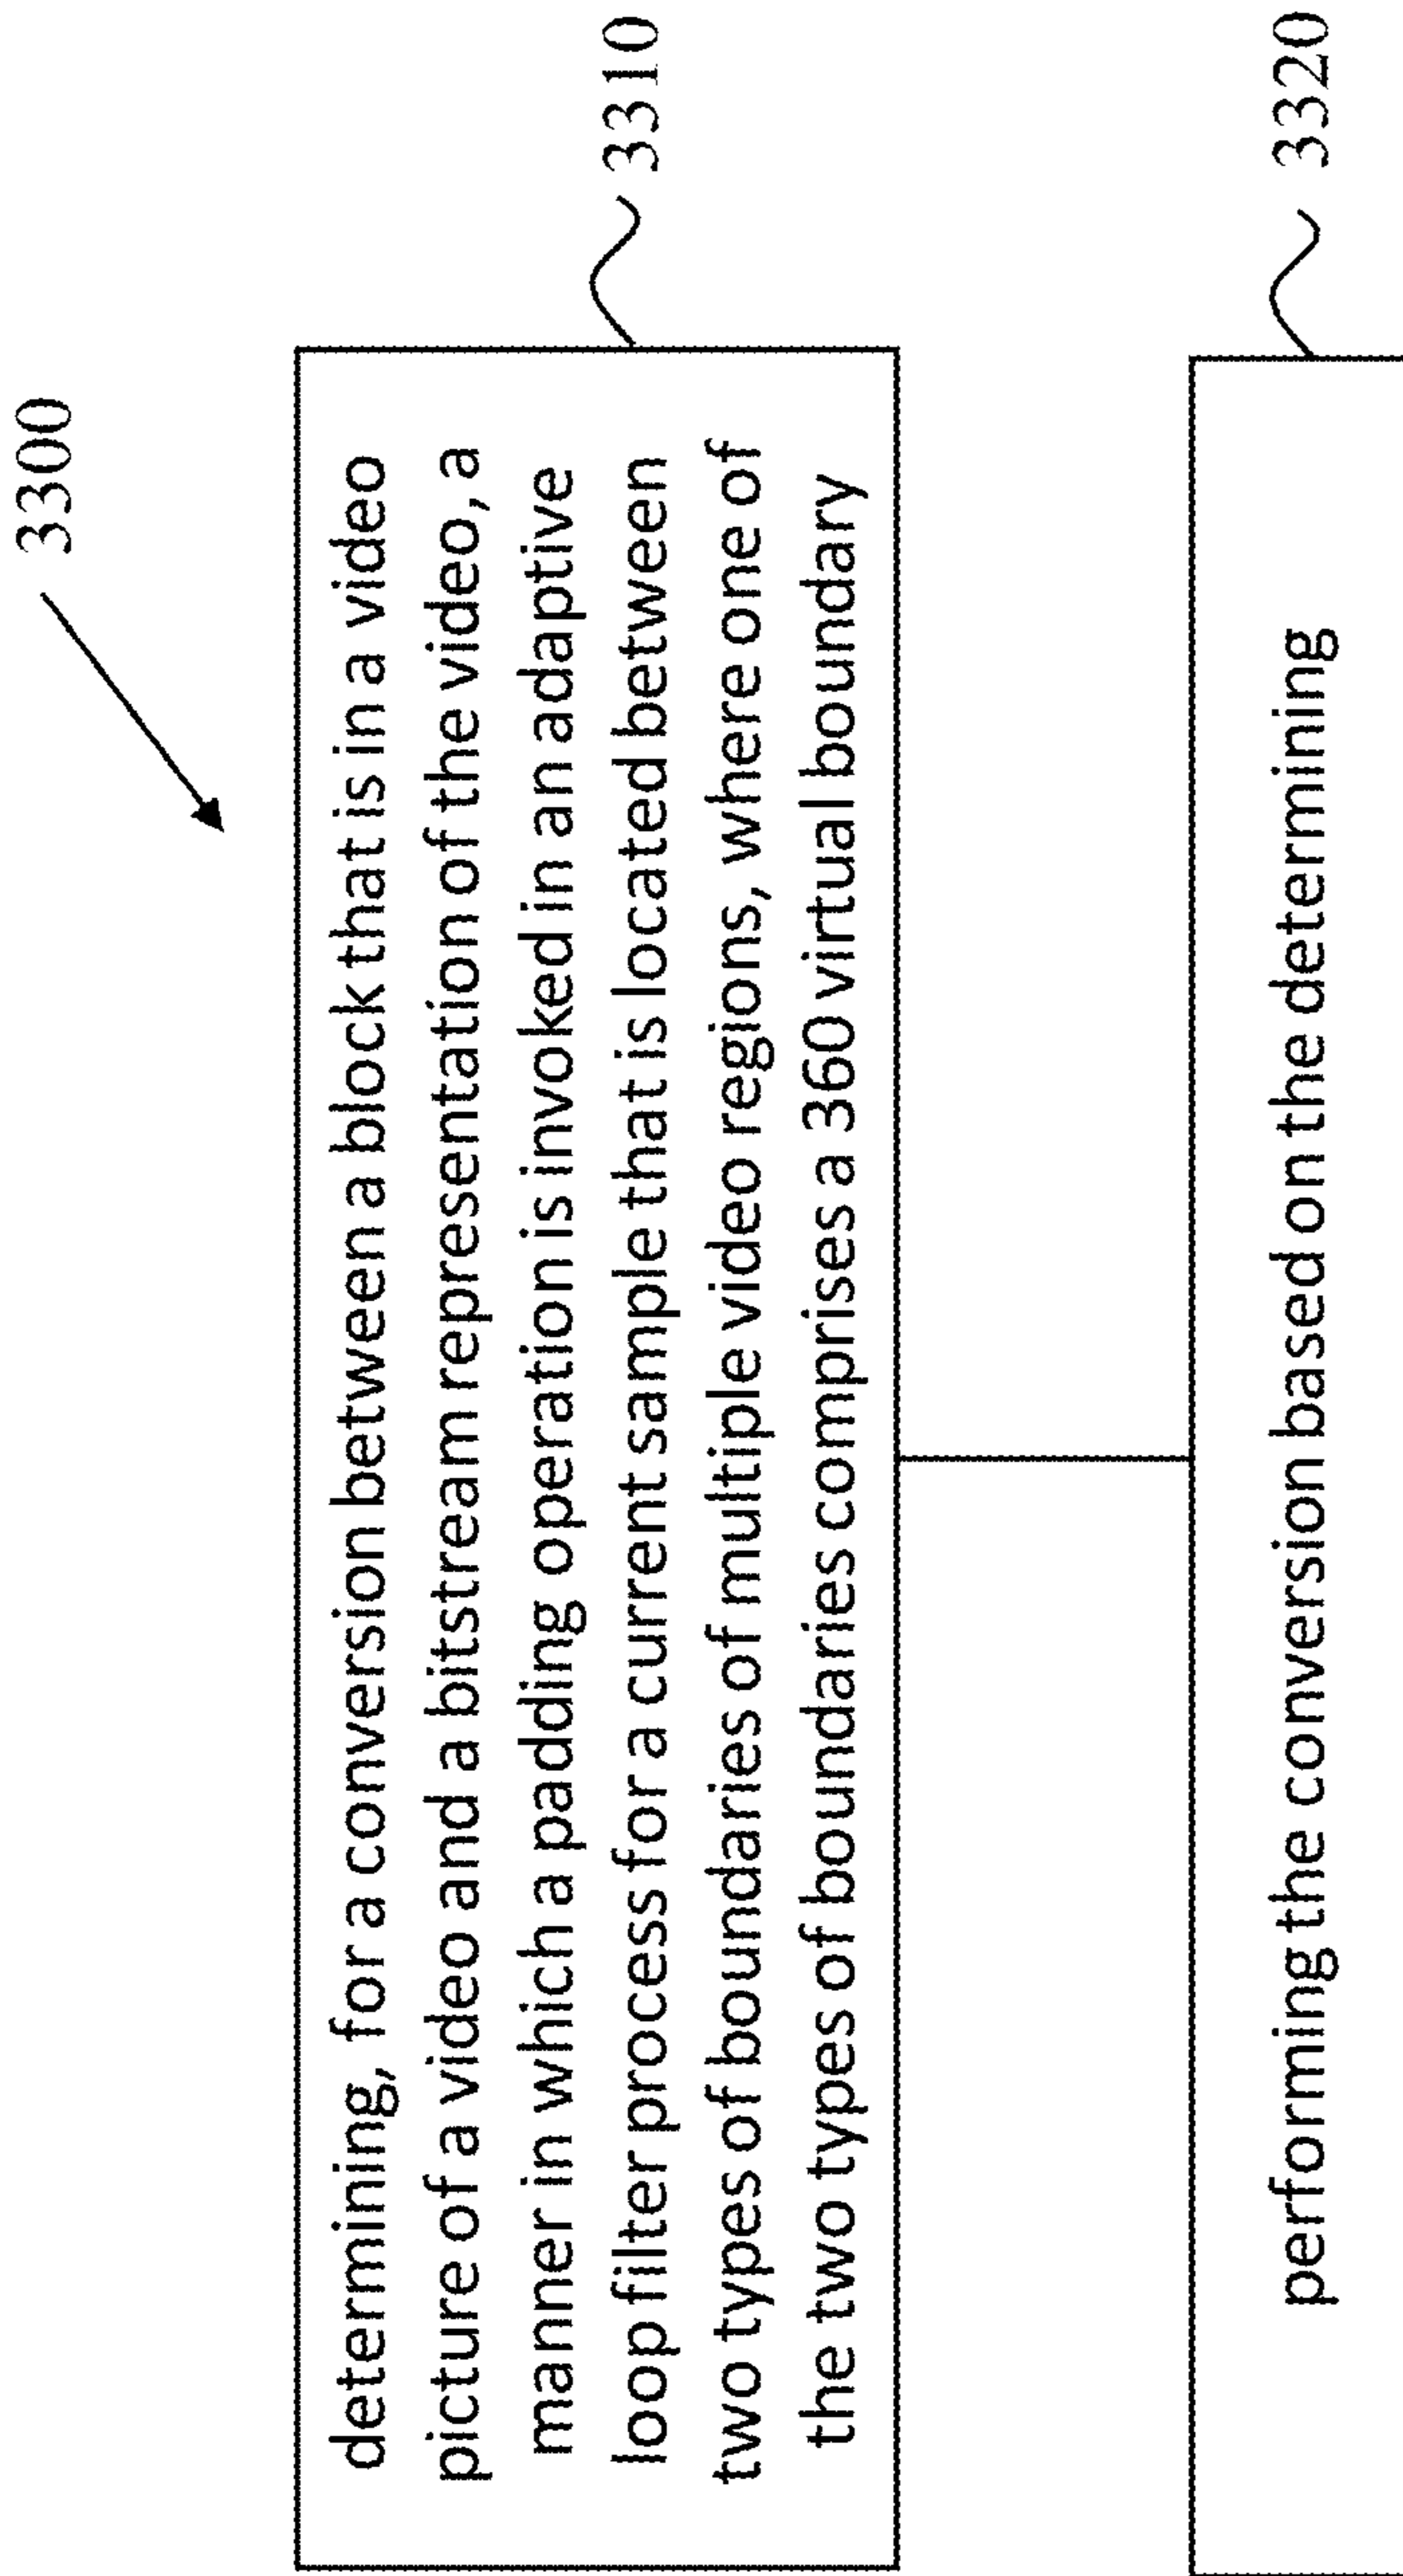 3300
determining, for a conversion between a block that is in a video
picture of a video and a bitstream representation of the video, a
manner in which a padding operation is invoked in an adaptive
loop filter process for a current sample that is located between
two types of boundaries of multiple video regions, where one of
the two types of boundaries comprises a 360 virtual boundary
3310
performing the conversion based on the determining
3320